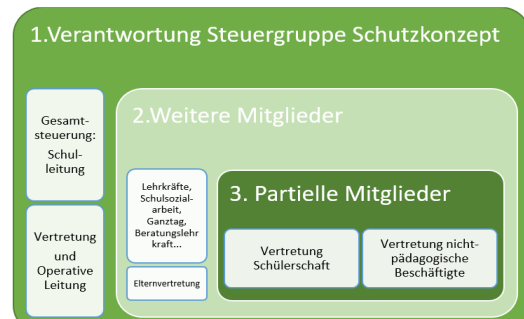 1.Verantwortung Steuergruppe Schutzkonzept
Gesamt-
steuerung:
Schul-
leitung
Vertretung
und
Operative
Leitung
2.Weitere Mitglieder
Lehrkräfte,
Schulsozial-
arbeit,
Ganztag,
Beratungslehr
kraft...
Elternvertretung
3. Partielle Mitglieder
Vertretung
Schülerschaft
Vertretung nicht-
pädagogische
Beschäftigte